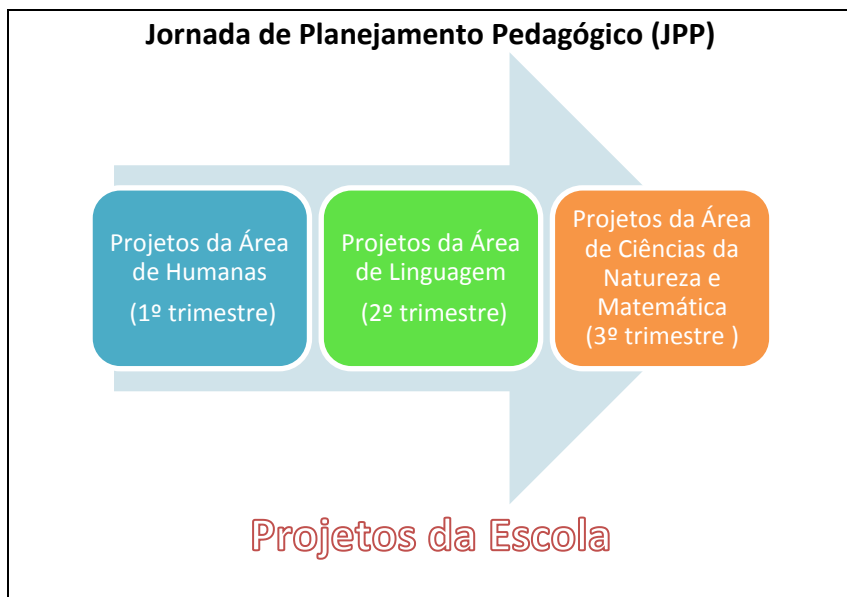 Jornada de Planejamento Pedagógico (JPP)
Projetos da Área
de Humanas
(1º trimestre)
Projetos da Área
de Linguagem
(2º trimestre)
Projetos da Área
de Ciências da
Natureza e
Matemática
(3º trimestre )
Projetos da Escola